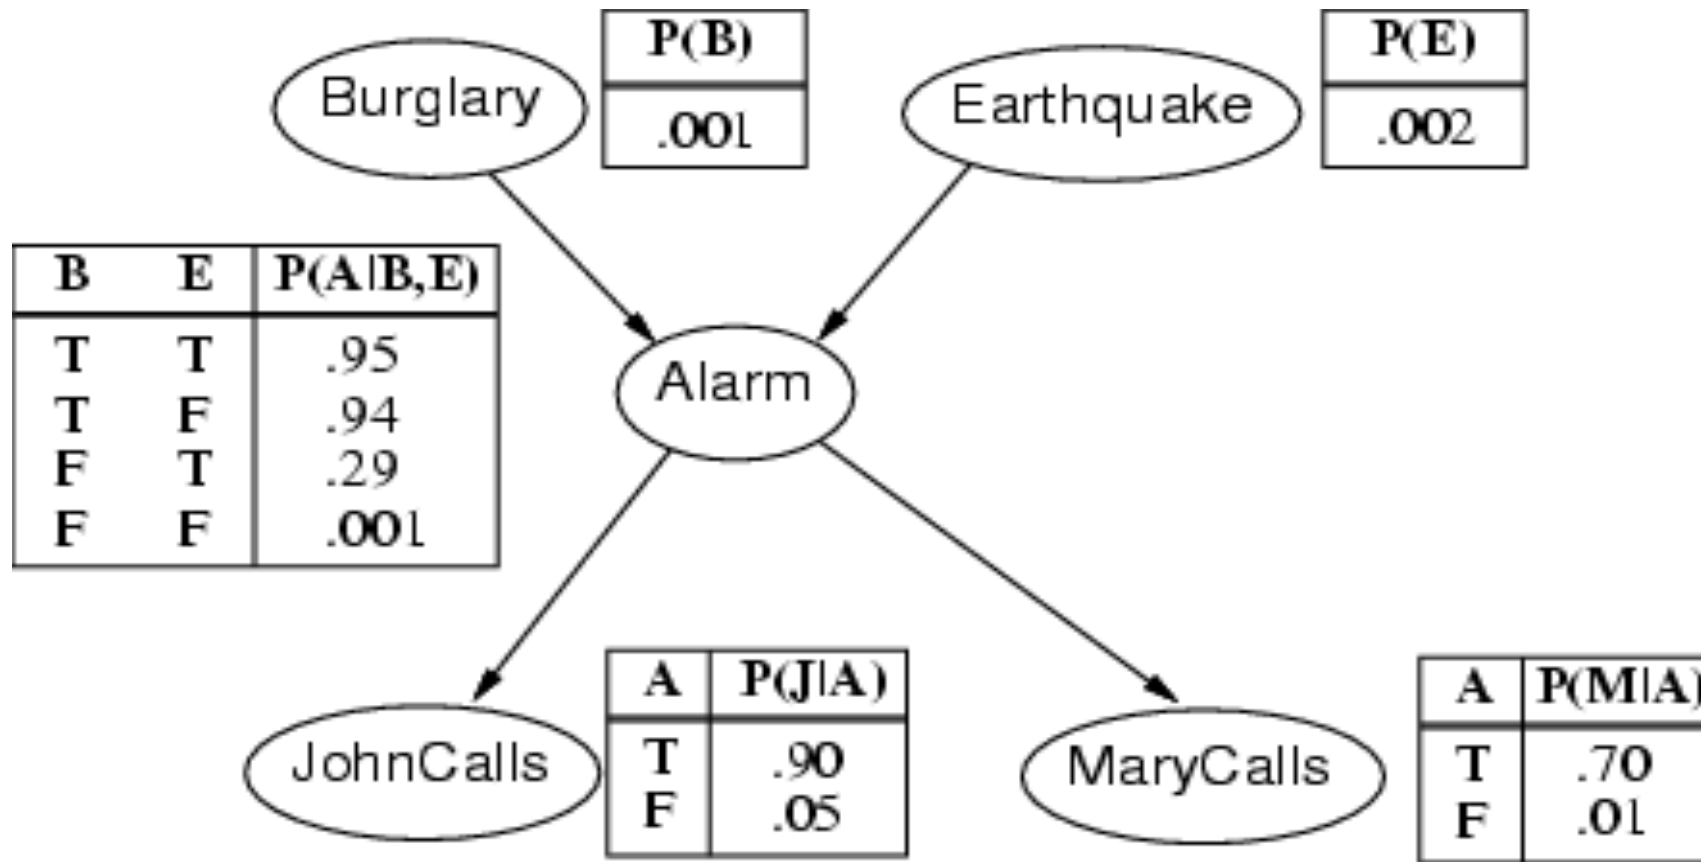 Burglary
P(B)
.001
Earthquake
P(E)
.002
B E P(A|B,E)
T T .95
T F .94
F T .29
F F .001
Alarm
JohnCalls
A P(J|A)
T .90
F .05
MaryCalls
A P(M|A)
T .70
F .01